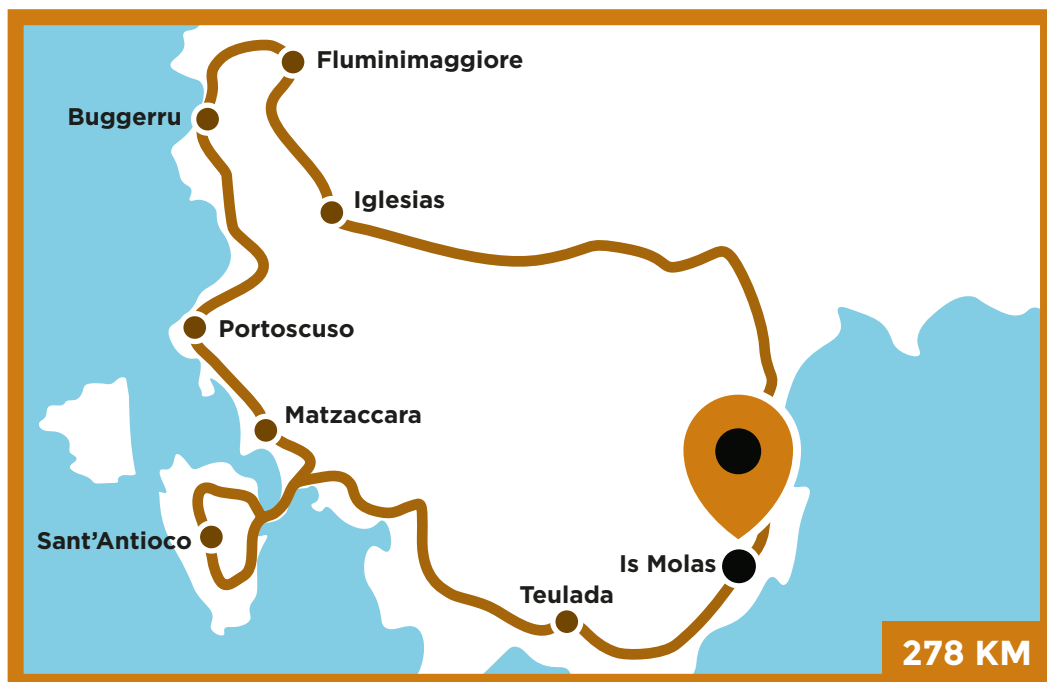 Fluminimaggiore
Buggerru
Iglesias
Portoscuso
Matzaccara
Sant'Antioco
Is Molas
Teulada
278 KM